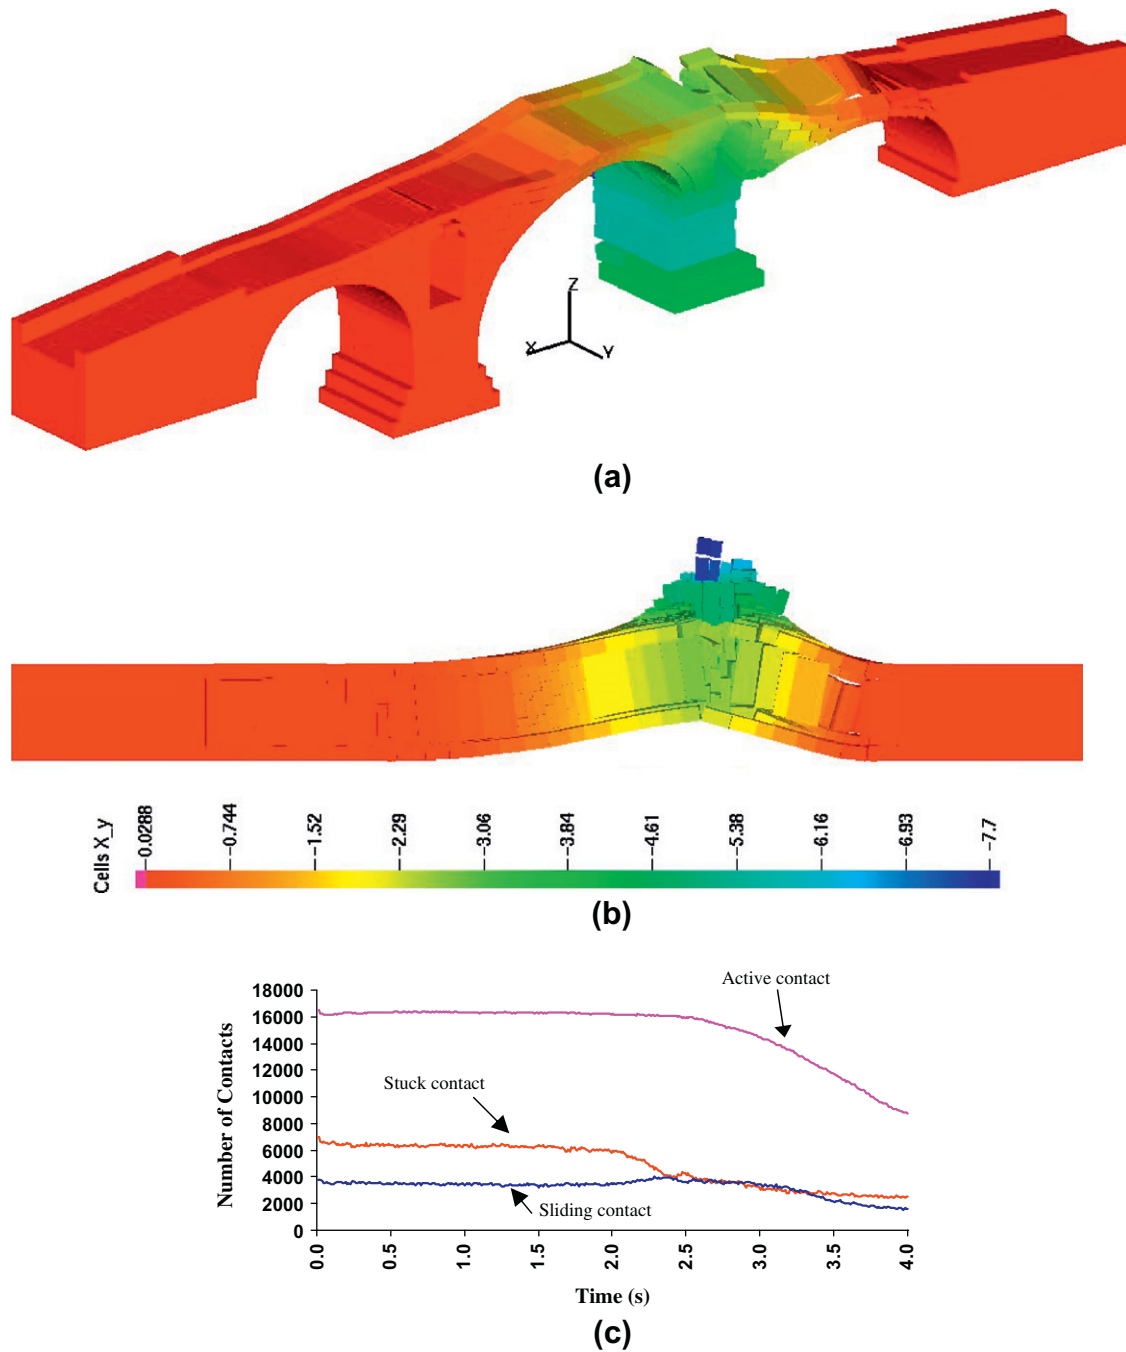 Z
X
Y
(a)
Cells X_y
−0.0288
−0.744
−1.52
−2.29
−3.06
−3.84
−4.61
−5.38
−6.16
−6.93
−7.7
(b)
Active contact
Stuck contact
Sliding contact
Number of Contacts
18000
16000
14000
12000
10000
8000
6000
4000
2000
0
0.0
0.5
1.0
1.5
2.0
2.5
3.0
3.5
4.0
Time (s)
(c)